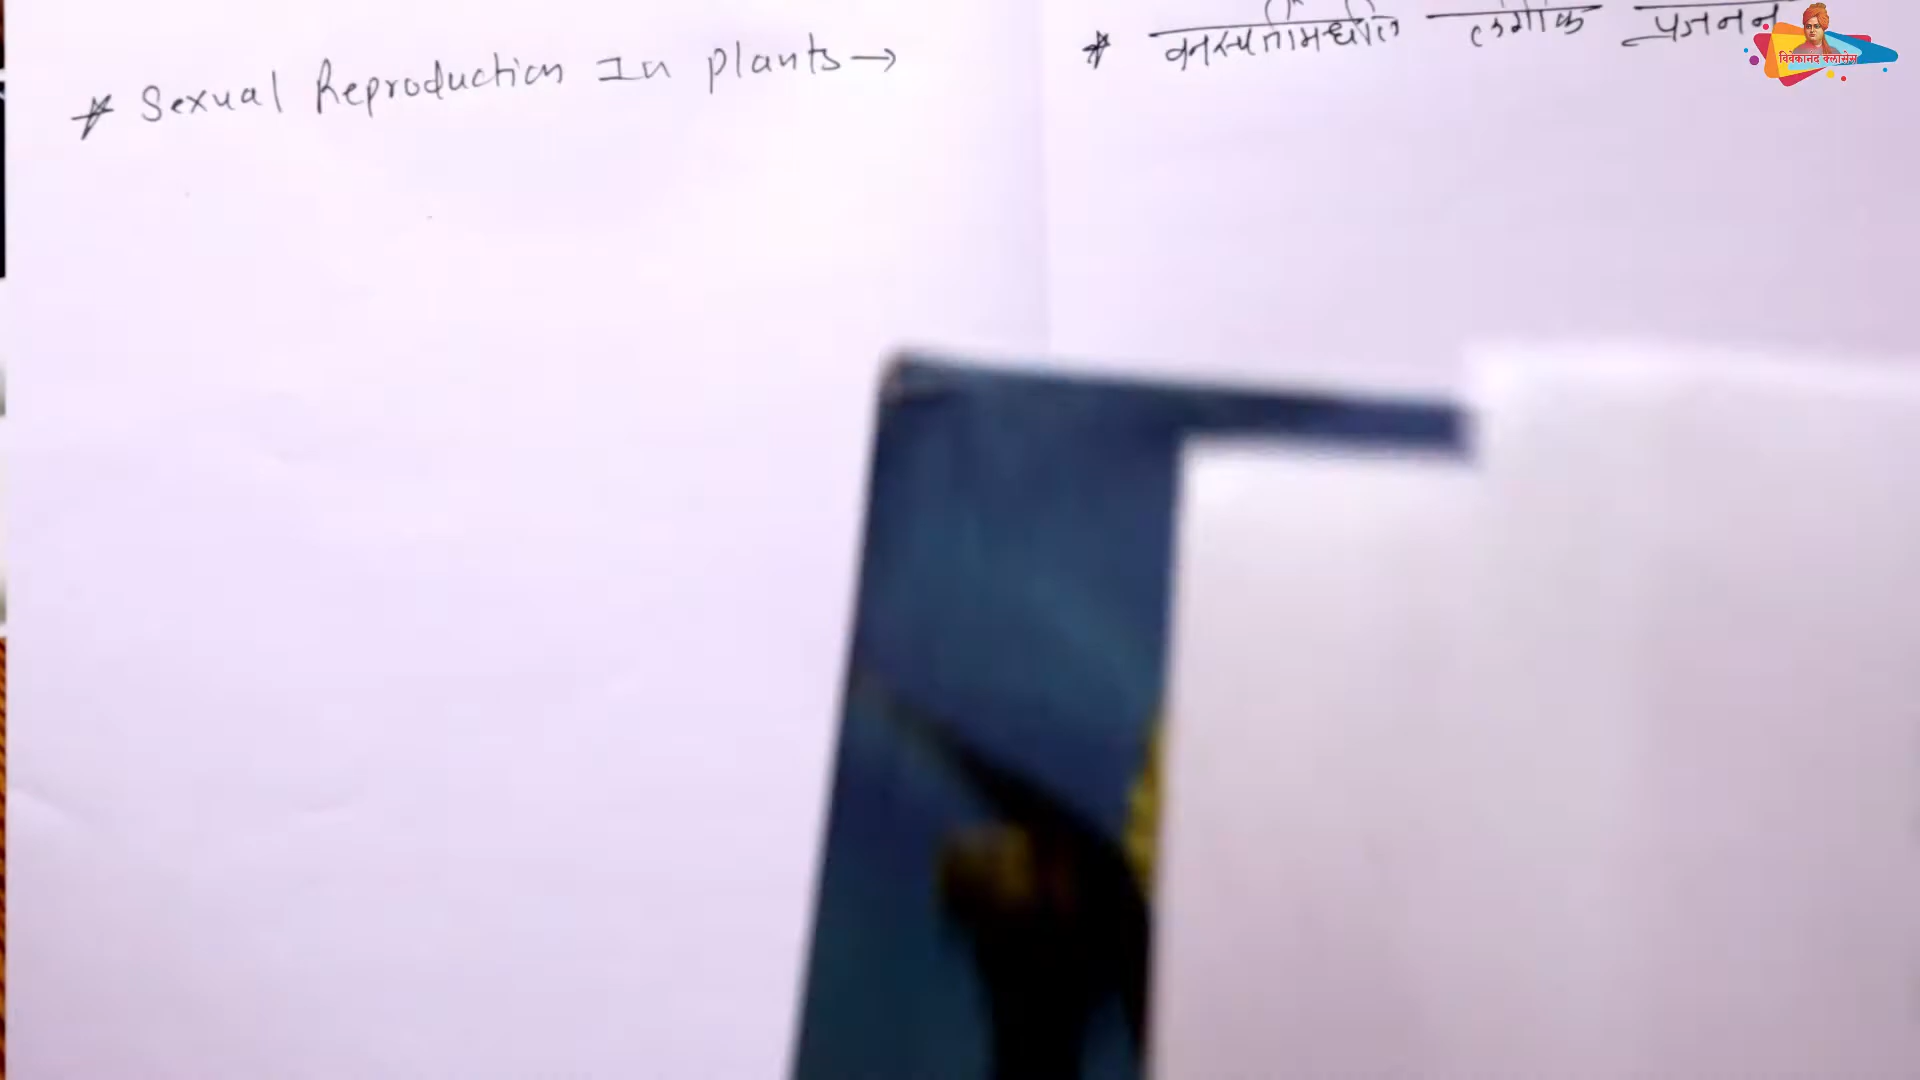 * Sexual Reproduction In plants →
* वनस्पतीमधील लैंगीक प्रजनन
विवेकानंद क्लासेस